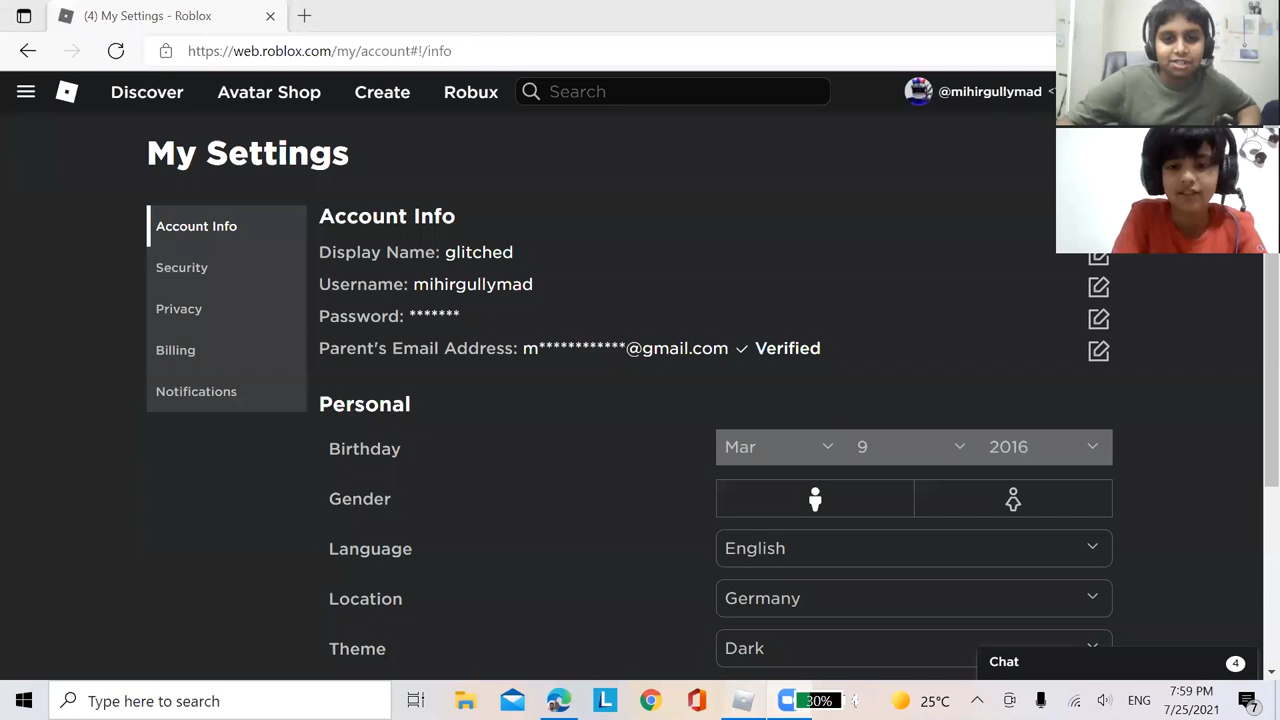 (4) My Settings - Roblox
https://web.roblox.com/my/account#!/info
Discover Avatar Shop Create Robux Search @mihirgullymad <
My Settings
Account Info
Security
Privacy
Billing
Notifications
Account Info
Display Name: glitched
Username: mihirgullymad
Password: *******
Parent's Email Address: m************@gmail.com Verified
Personal
Birthday Mar 9 2016
Gender
Language English
Location Germany
Theme Dark
Chat 4
Type here to search L 30% 25°C ENG 7:59 PM
7/25/2021 7